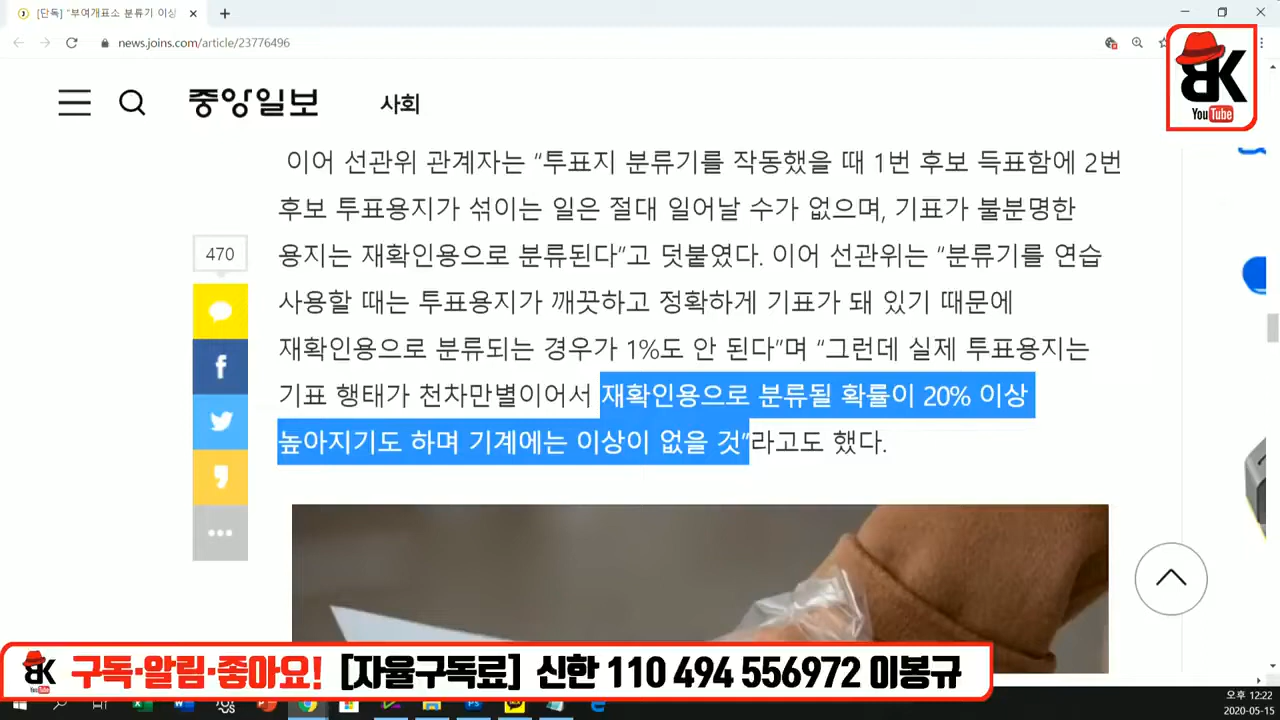 [단독] "부여개표소 분류기 이상
news.joins.com/article/23776496
BK
YouTube
중앙일보
사회
이어 선관위 관계자는 “투표지 분류기를 작동했을 때 1번 후보 득표함에 2번
후보 투표용지가 섞이는 일은 절대 일어날 수가 없으며, 기표가 불분명한
용지는 재확인용으로 분류된다”고 덧붙였다. 이어 선관위는 “분류기를 연습
사용할 때는 투표용지가 깨끗하고 정확하게 기표가 돼 있기 때문에
재확인용으로 분류되는 경우가 1%도 안 된다”며 “그런데 실제 투표용지는
기표 행태가 천차만별이어서 재확인용으로 분류될 확률이 20% 이상
높아지기도 하며 기계에는 이상이 없을 것”라고도 했다.
470
BK
YouTube
구독·알림·좋아요! [자율구독료] 신한 110 494 556972 이봉규
오후 12:22
2020-05-15